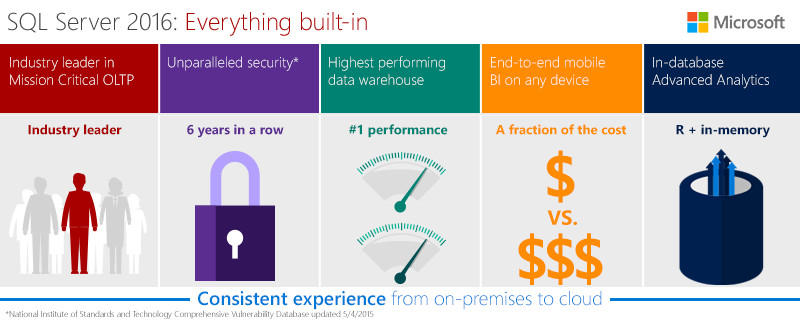 SQL Server 2016: Everything built-in
Microsoft
Industry leader in
Mission Critical OLTP
Unparalleled security*
Highest performing
data warehouse
End-to-end mobile
BI on any device
In-database
Advanced Analytics
Industry leader
6 years in a row
#1 performance
A fraction of the cost
R + in-memory
$
VS.
$$$
Consistent experience from on-premises to cloud
*National Institute of Standards and Technology Comprehensive Vulnerability Database updated 5/4/2015